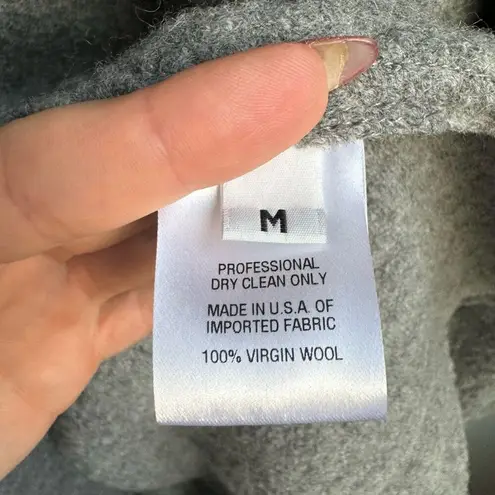 M
PROFESSIONAL
DRY CLEAN ONLY
MADE IN U.S.A. OF
IMPORTED FABRIC
100% VIRGIN WOOL